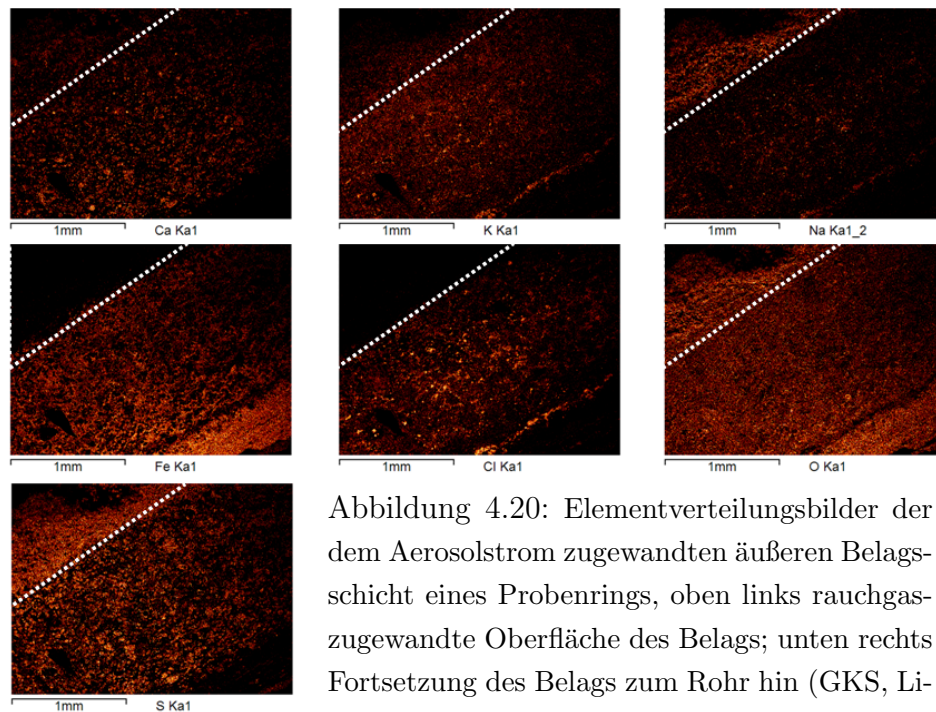 1mm Ca Ka1
1mm K Ka1
1mm Na Ka1_2
1mm Fe Ka1
1mm Cl Ka1
1mm O Ka1
1mm S Ka1
Abbildung 4.20: Elementverteilungsbilder der
dem Aerosolstrom zugewandten äußeren Belags-
schicht eines Probenrings, oben links rauchgas-
zugewandte Oberfläche des Belags; unten rechts
Fortsetzung des Belags zum Rohr hin (GKS, Li-